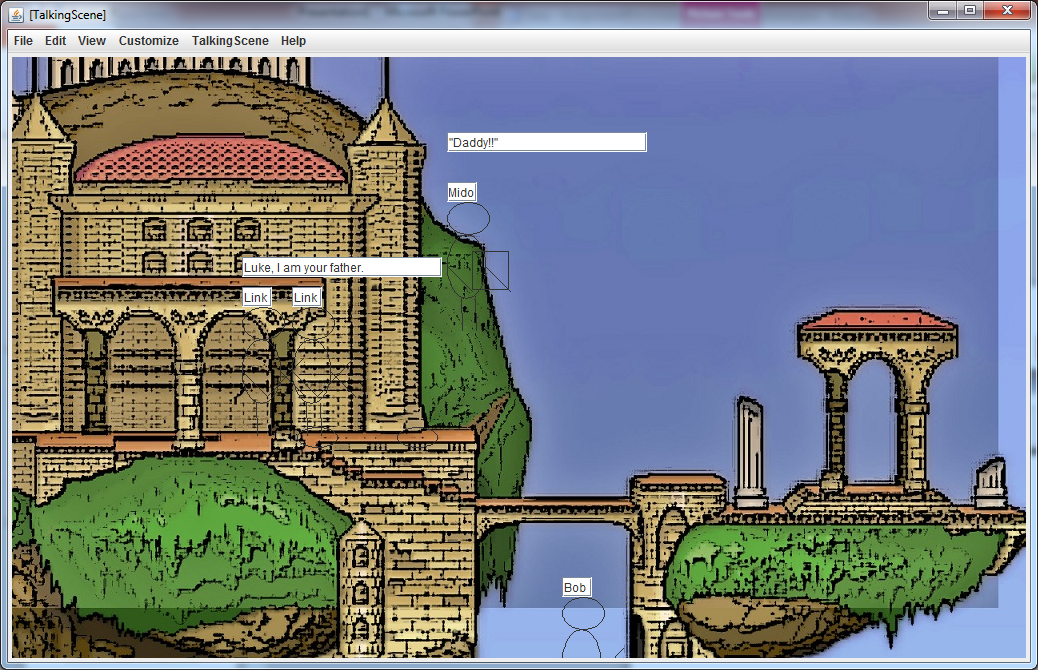 [TalkingScene]
File Edit View Customize TalkingScene Help
"Daddy!!"
Mido
Luke, I am your father.
Link Link
Bob